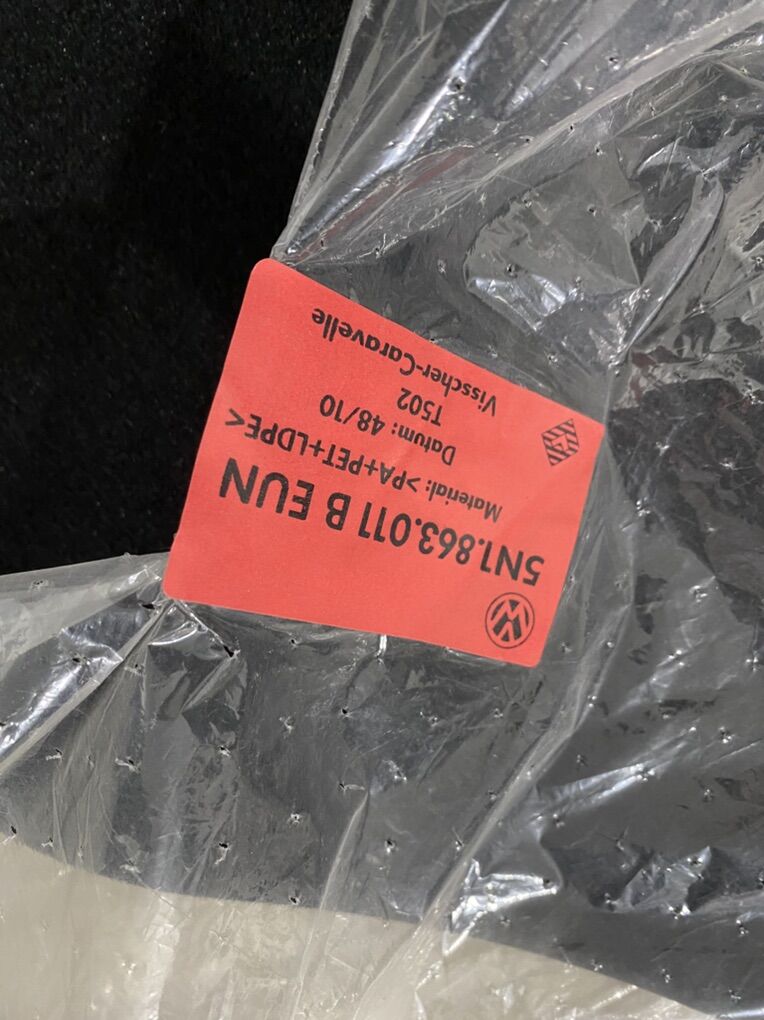 5N1.863.011 B EUN
Material: >PA+PET+LDPE<
Datum: 48/10
T502
Visscher-Caravelle